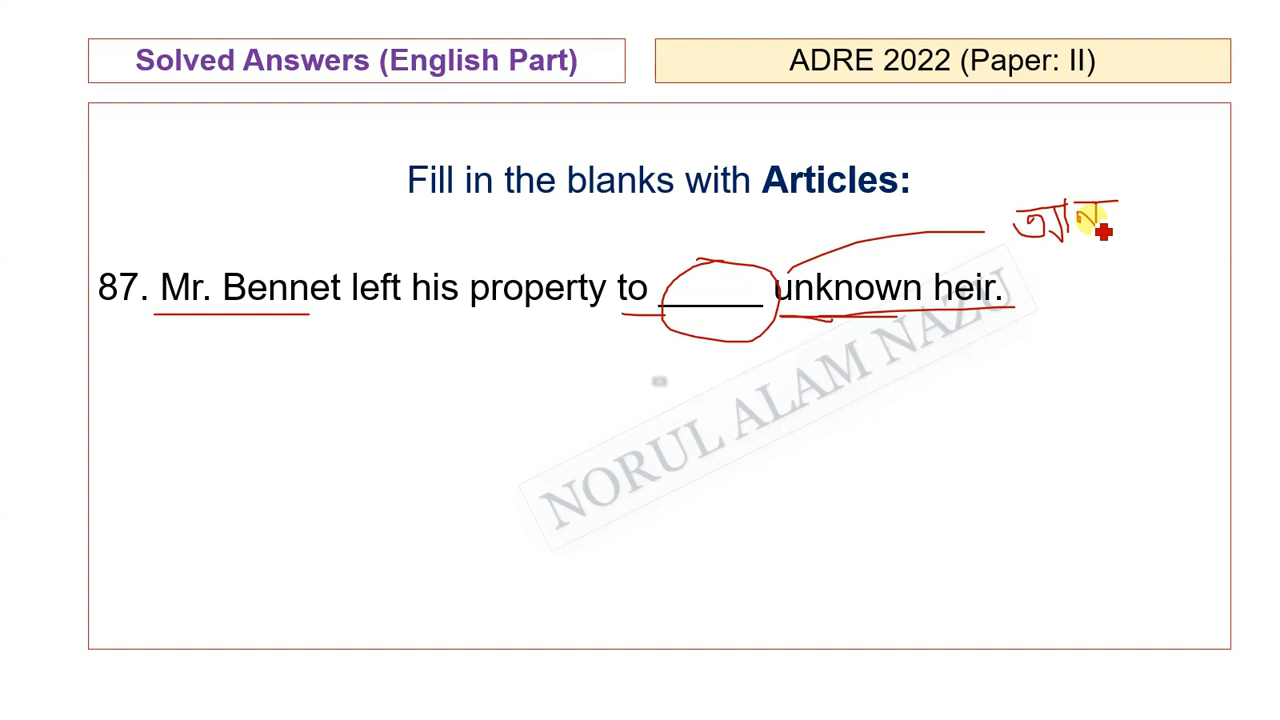 Solved Answers (English Part)
ADRE 2022 (Paper: II)
Fill in the blanks with Articles:
87. Mr. Bennet left his property to ______ unknown heir.
NORUL ALAM NAZU